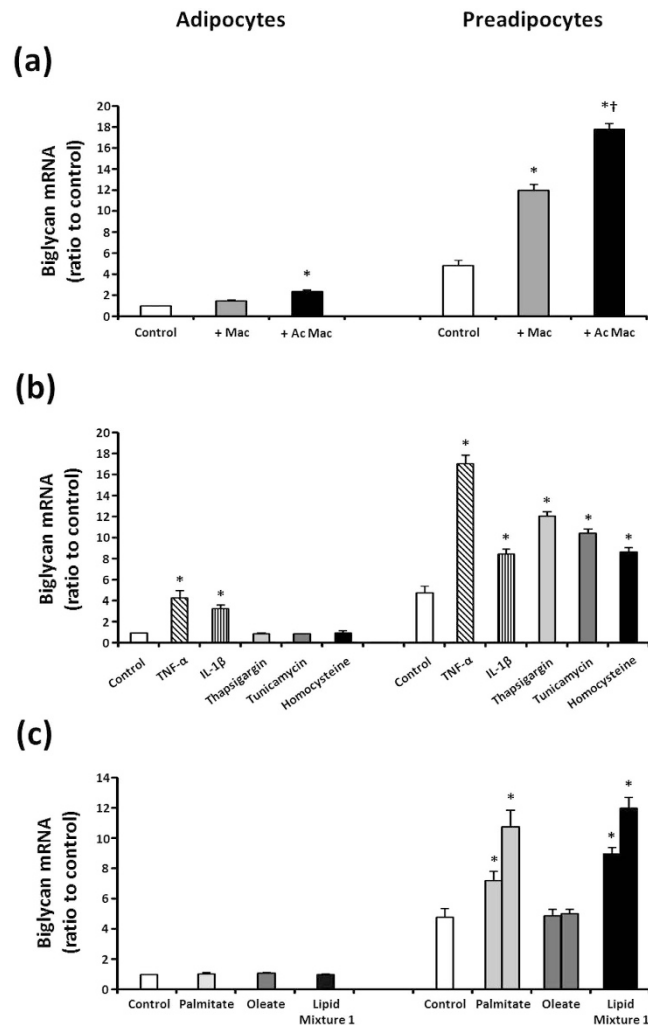 Adipocytes Preadipocytes
(a)
Biglycan mRNA
(ratio to control)
20
18
16
14
12
10
8
6
4
2
0
*
*
*†
Control + Mac + Ac Mac Control + Mac + Ac Mac
(b)
Biglycan mRNA
(ratio to control)
20
18
16
14
12
10
8
6
4
2
0
* * * * * * *
Control TNF-α IL-1β Thapsigargin Tunicamycin Homocysteine Control TNF-α IL-1β Thapsigargin Tunicamycin Homocysteine
(c)
Biglycan mRNA
(ratio to control)
14
12
10
8
6
4
2
0
* * * *
Control Palmitate Oleate Lipid Control Palmitate Oleate Lipid
Mixture 1 Mixture 1